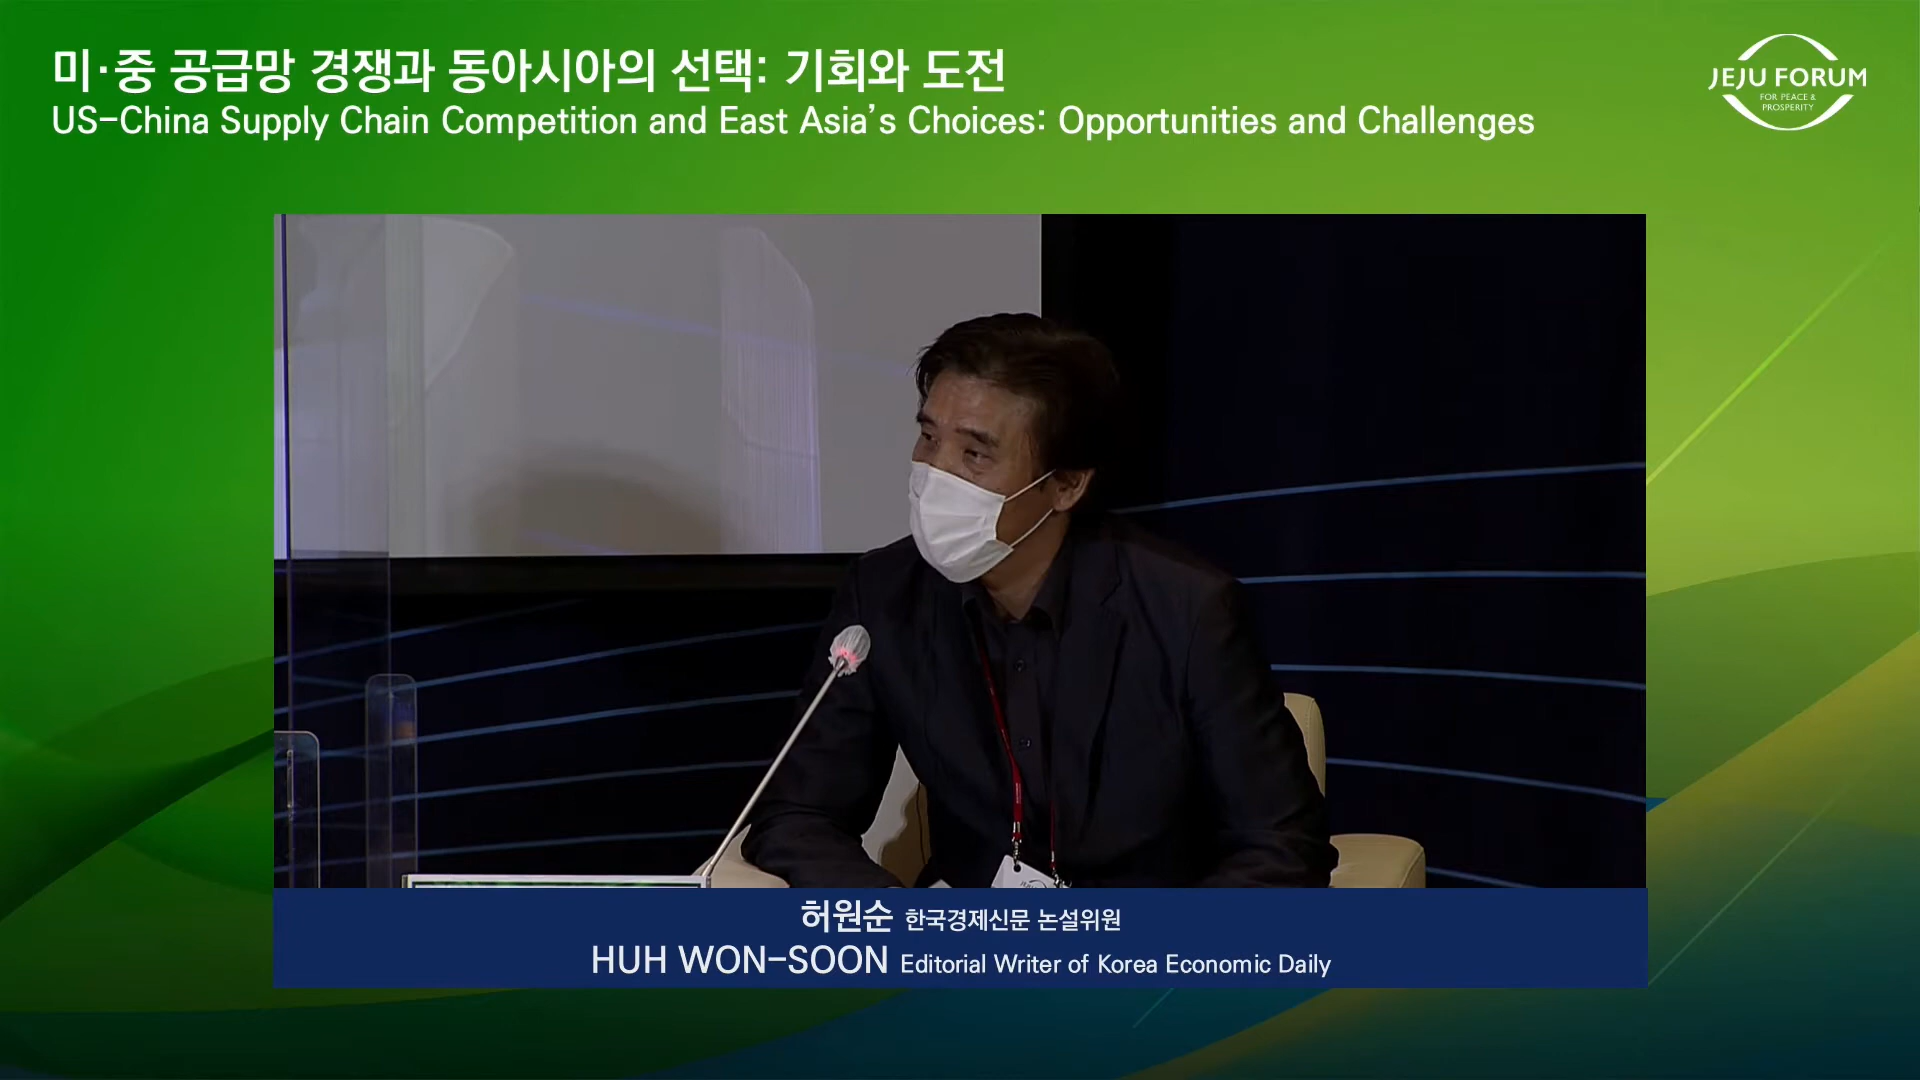 미·중 공급망 경쟁과 동아시아의 선택: 기회와 도전
US-China Supply Chain Competition and East Asia's Choices: Opportunities and Challenges
JEJU FORUM
FOR PEACE &
PROSPERITY
허원순 한국경제신문 논설위원
HUH WON-SOON Editorial Writer of Korea Economic Daily